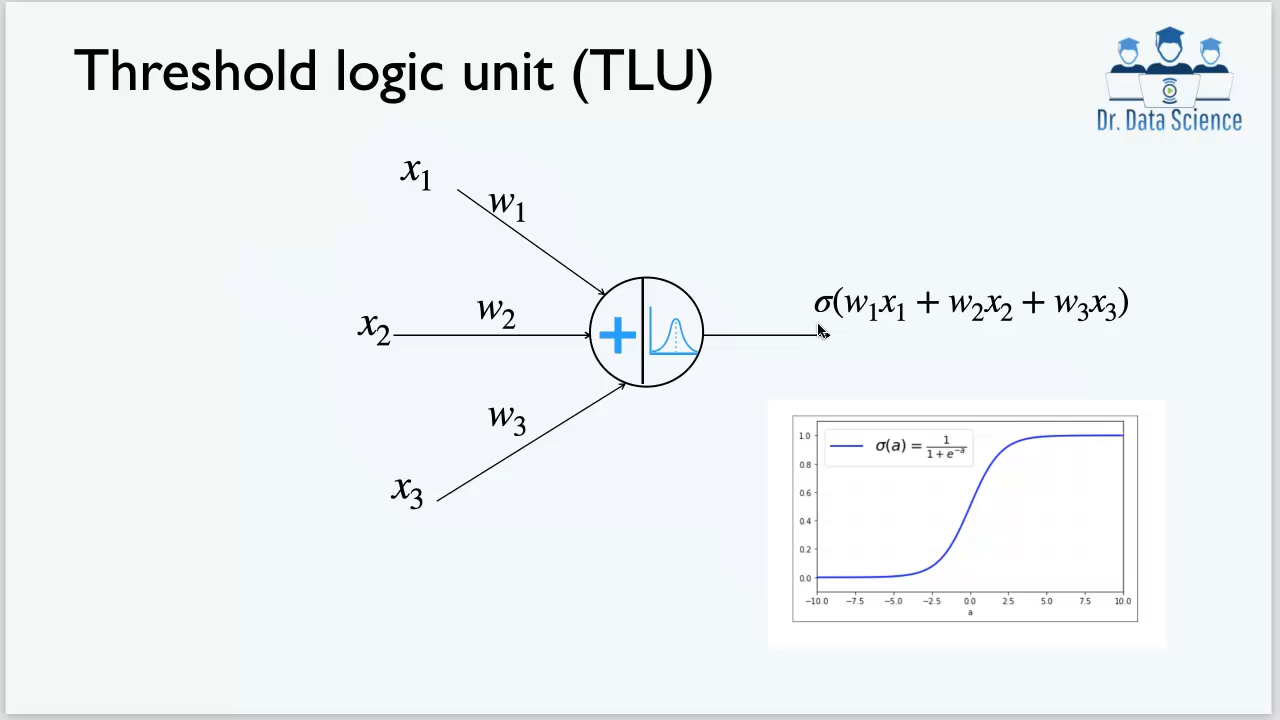 Threshold logic unit (TLU)
Dr. Data Science
x₁
w₁
σ(w₁x₁ + w₂x₂ + w₃x₃)
w₂
x₂
w₃
x₃
σ(a) = 1/(1 + e⁻ᵃ)
1.0
0.8
0.6
0.4
0.2
0.0
−10.0 −7.5 −5.0 −2.5 0.0 2.5 5.0 7.5 10.0
a